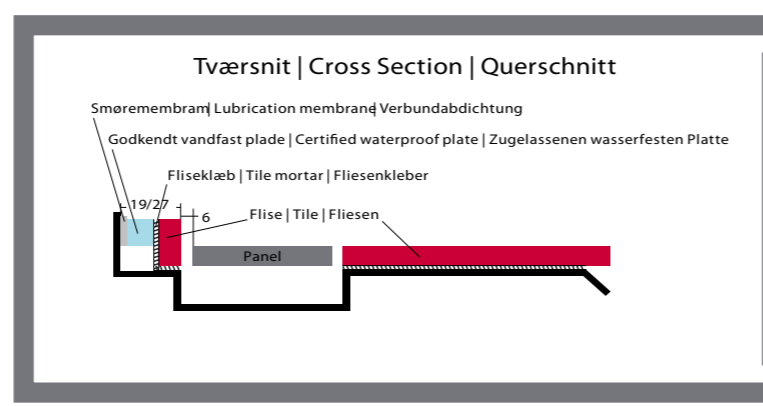 Tværsnit | Cross Section | Querschnitt
Smøremembram | Lubrication membrane | Verbundabdichtung
Godkendt vandfast plade | Certified waterproof plate | Zugelassenen wasserfesten Platte
Fliseklæb | Tile mortar | Fliesenkleber
19/27
6
Flise | Tile | Fliesen
Panel